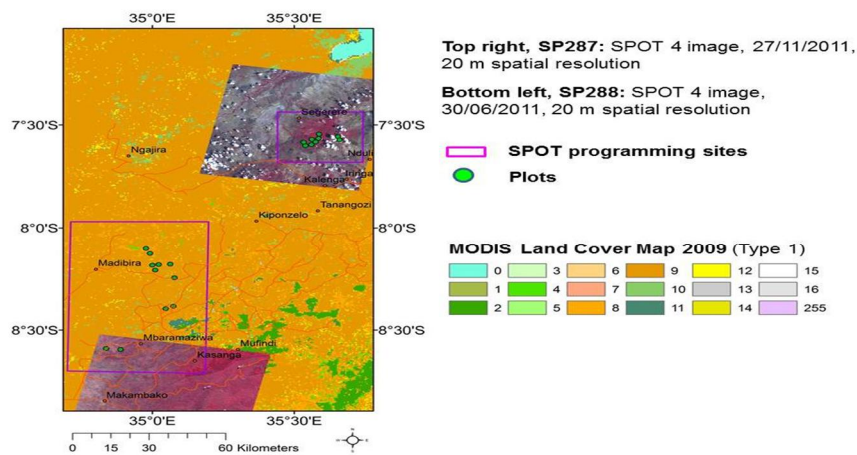 35°0'E 35°30'E
Top right, SP287: SPOT 4 image, 27/11/2011,
20 m spatial resolution
Bottom left, SP288: SPOT 4 image,
30/06/2011, 20 m spatial resolution
SPOT programming sites
Plots
7°30'S 7°30'S
8°0'S 8°0'S
8°30'S 8°30'S
Segerere
Ngajira
Nduli
Iringa
Kalenga
Tanangozi
Kiponzelo
Madibira
Mbaramaziwa
Mufindi
Kasanga
Makambako
35°0'E 35°30'E
0 15 30 60 Kilometers
MODIS Land Cover Map 2009 (Type 1)
0 3 6 9 12 15
1 4 7 10 13 16
2 5 8 11 14 255